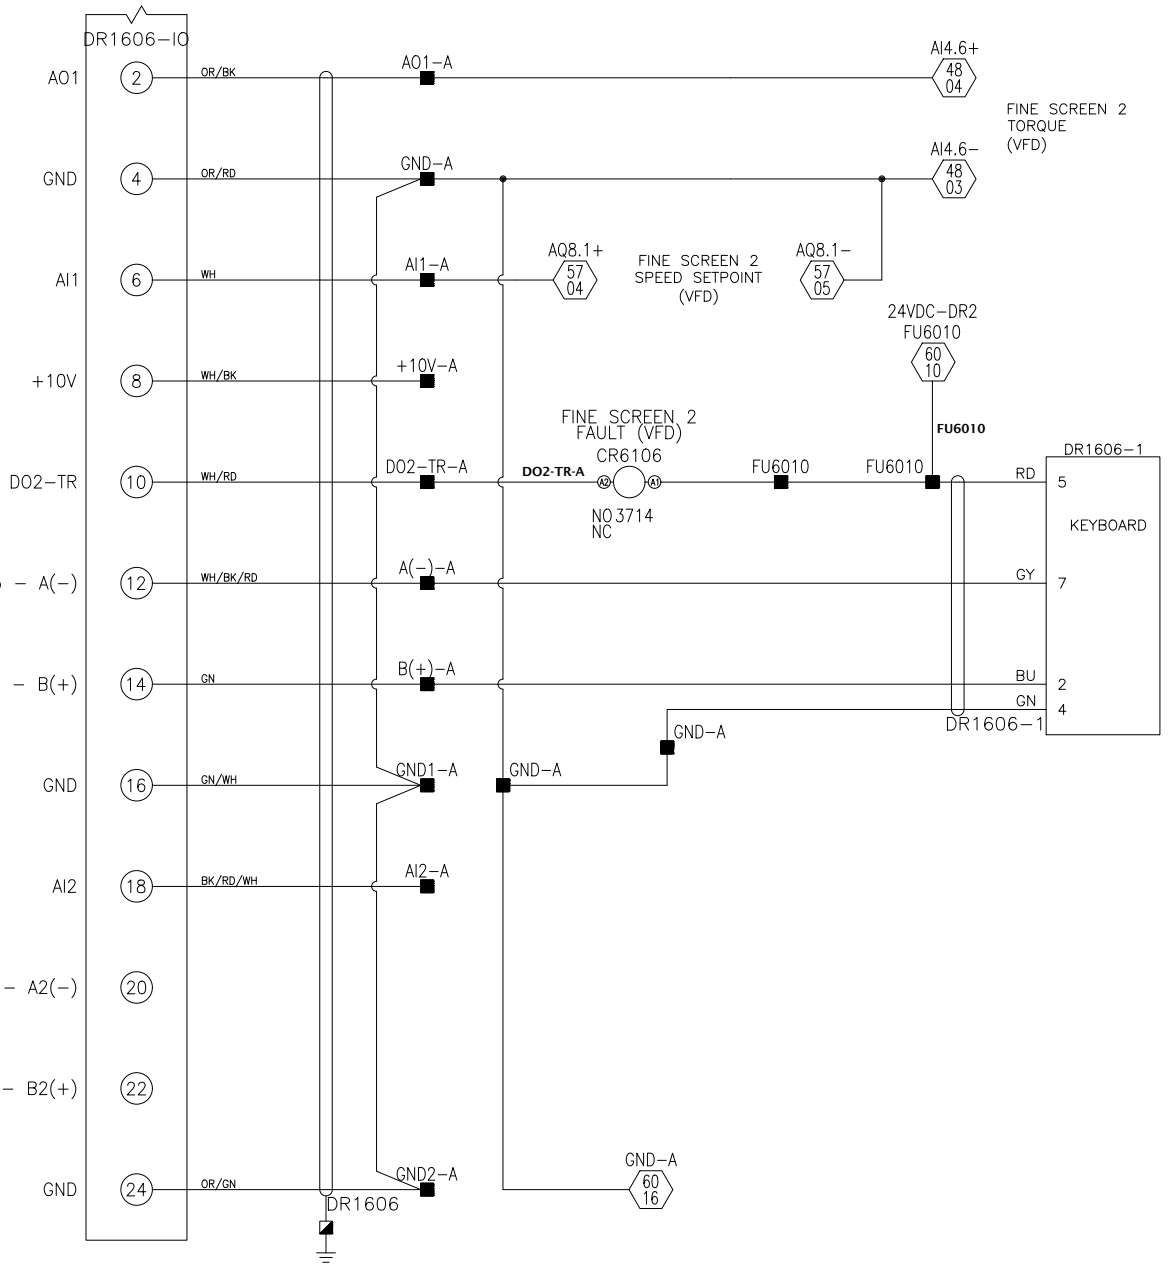 DR1606-IO
AO1
2
OR/BK
AO1-A
AI4.6+
48
04
FINE SCREEN 2
TORQUE
(VFD)
GND
4
OR/RD
GND-A
AI4.6-
48
03
AI1
6
WH
AI1-A
AQ8.1+
57
04
FINE SCREEN 2
SPEED SETPOINT
(VFD)
AQ8.1-
57
05
24VDC-DR2
FU6010
60
10
FU6010
+10V
8
WH/BK
+10V-A
FINE SCREEN 2
FAULT (VFD)
CR6106
DO2-TR
10
WH/RD
DO2-TR-A
DO2-TR-A
A2
A1
NO 3714
NC
FU6010
FU6010
DR1606-1
RD
5
KEYBOARD
- A(-)
12
WH/BK/RD
A(-)-A
GY
7
- B(+)
14
GN
B(+)-A
BU
2
GN
4
DR1606-1
GND-A
GND
16
GN/WH
GND1-A
GND-A
AI2
18
BK/RD/WH
AI2-A
- A2(-)
20
- B2(+)
22
GND
24
OR/GN
GND2-A
GND-A
60
16
DR1606